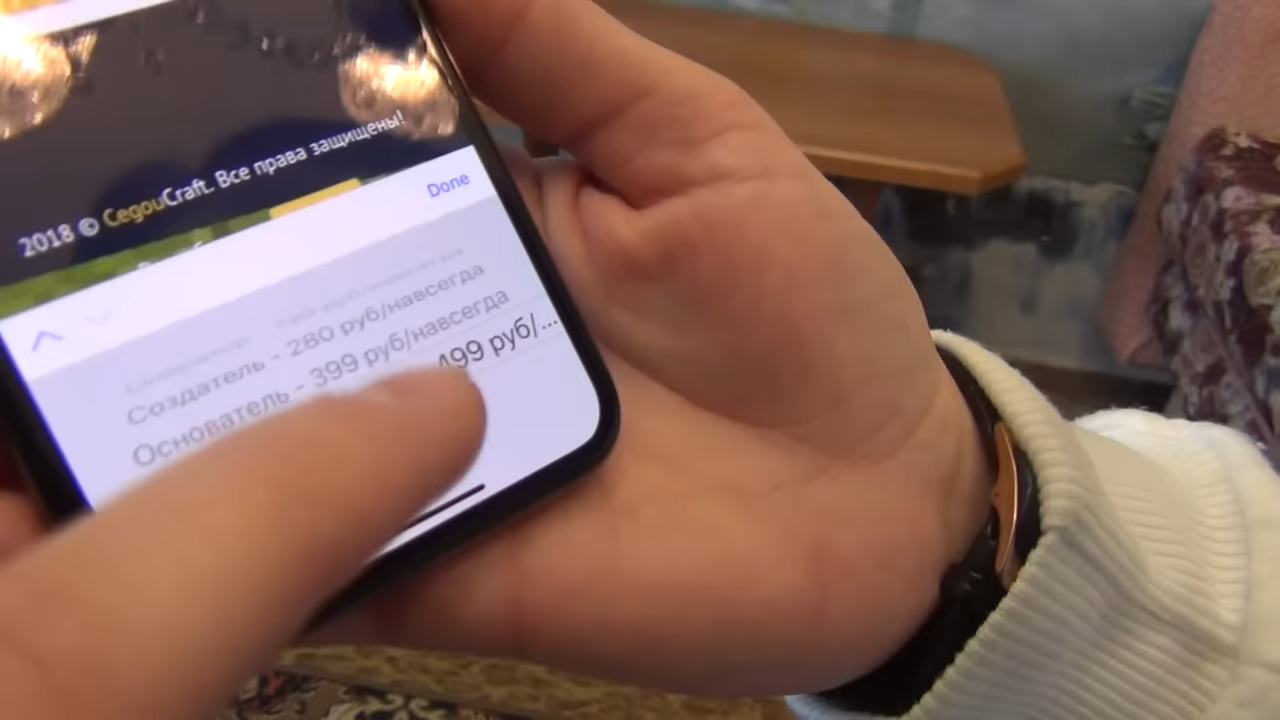 2018 © CegouCraft. Все права защищены!
Done
Создатель - 280 руб/навсегда
Основатель - 399 руб/навсегда
499 руб/...